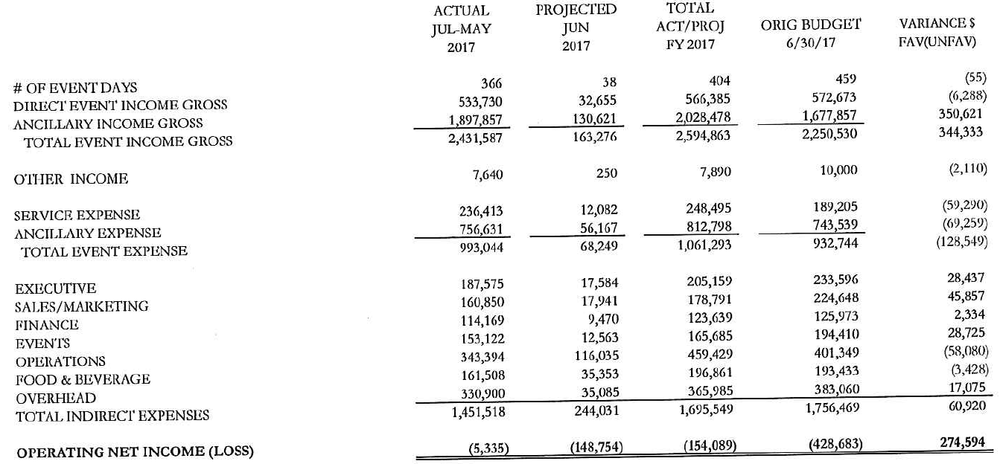 ACTUAL PROJECTED TOTAL
JUL-MAY JUN ACT/PROJ ORIG BUDGET VARIANCE $
2017 2017 FY 2017 6/30/17 FAV(UNFAV)
# OF EVENT DAYS 366 38 404 459 (55)
DIRECT EVENT INCOME GROSS 533,730 32,655 566,385 572,673 (6,288)
ANCILLARY INCOME GROSS 1,897,857 130,621 2,028,478 1,677,857 350,621
TOTAL EVENT INCOME GROSS 2,431,587 163,276 2,594,863 2,250,530 344,333
OTHER INCOME 7,640 250 7,890 10,000 (2,110)
SERVICE EXPENSE 236,413 12,082 248,495 189,205 (59,290)
ANCILLARY EXPENSE 756,631 56,167 812,798 743,539 (69,259)
TOTAL EVENT EXPENSE 993,044 68,249 1,061,293 932,744 (128,549)
EXECUTIVE 187,575 17,584 205,159 233,596 28,437
SALES/MARKETING 160,850 17,941 178,791 224,648 45,857
FINANCE 114,169 9,470 123,639 125,973 2,334
EVENTS 153,122 12,563 165,685 194,410 28,725
OPERATIONS 343,394 116,035 459,429 401,349 (58,080)
FOOD & BEVERAGE 161,508 35,353 196,861 193,433 (3,428)
OVERHEAD 330,900 35,085 365,985 383,060 17,075
TOTAL INDIRECT EXPENSES 1,451,518 244,031 1,695,549 1,756,469 60,920
OPERATING NET INCOME (LOSS) (5,335) (148,754) (154,089) (428,683) 274,594